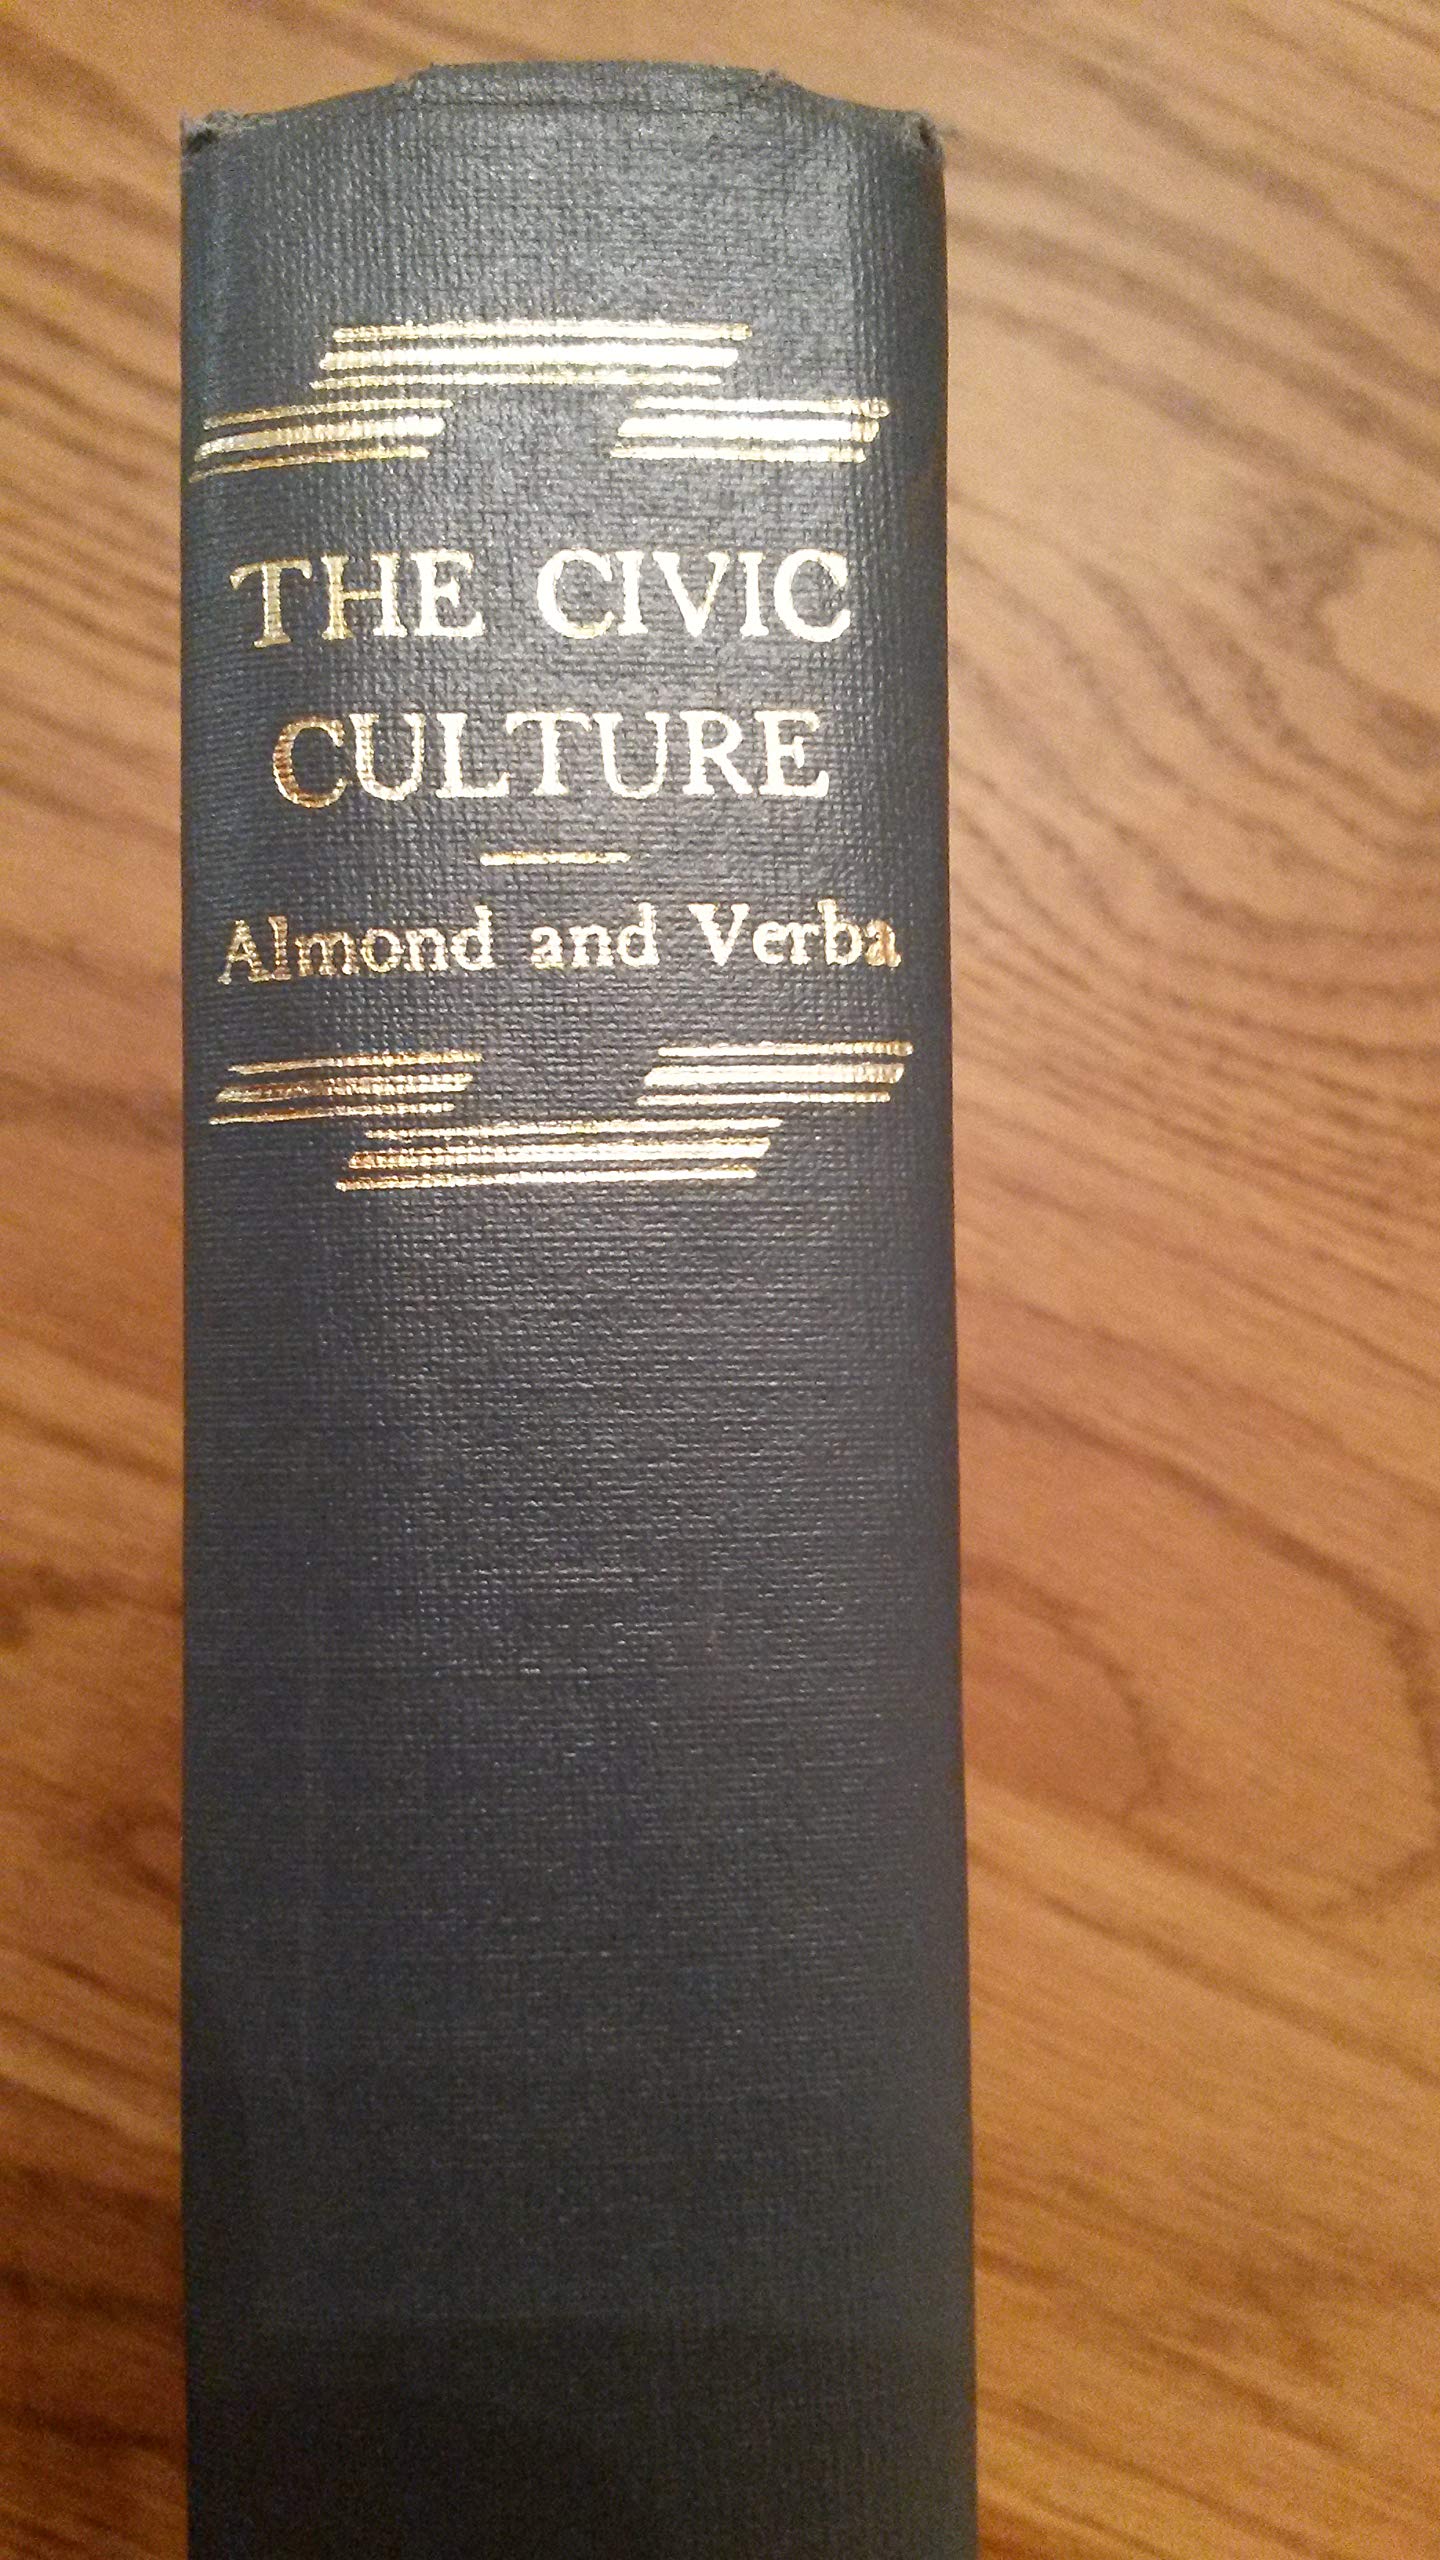 THE CIVIC
CULTURE
Almond and Verba